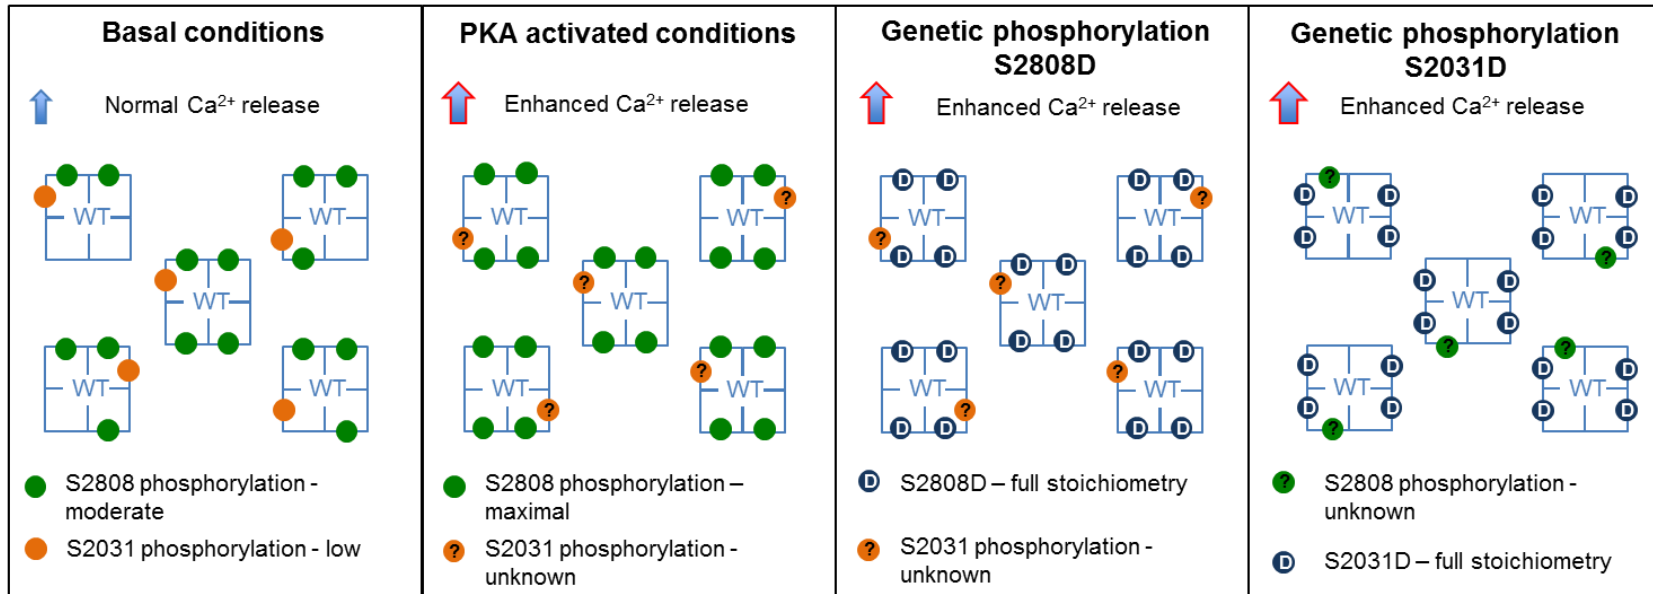 Basal conditions
Normal Ca²⁺ release
WT
WT
WT
WT
WT
S2808 phosphorylation -
moderate
S2031 phosphorylation - low
PKA activated conditions
Enhanced Ca²⁺ release
WT
? WT
?
? WT
WT
?
? WT
S2808 phosphorylation –
maximal
? S2031 phosphorylation -
unknown
Genetic phosphorylation
S2808D
Enhanced Ca²⁺ release
D D
WT
? D D
D D
WT ?
D D
D D
? WT
D D
D D
WT ?
D D
D D
? WT
D D
D S2808D – full stoichiometry
? S2031 phosphorylation -
unknown
Genetic phosphorylation
S2031D
Enhanced Ca²⁺ release
?
D WT D
D D
D WT D
D D
?
D WT D
D D
?
D WT D
D D
?
?
D WT D
D D
? S2808 phosphorylation -
unknown
D S2031D – full stoichiometry